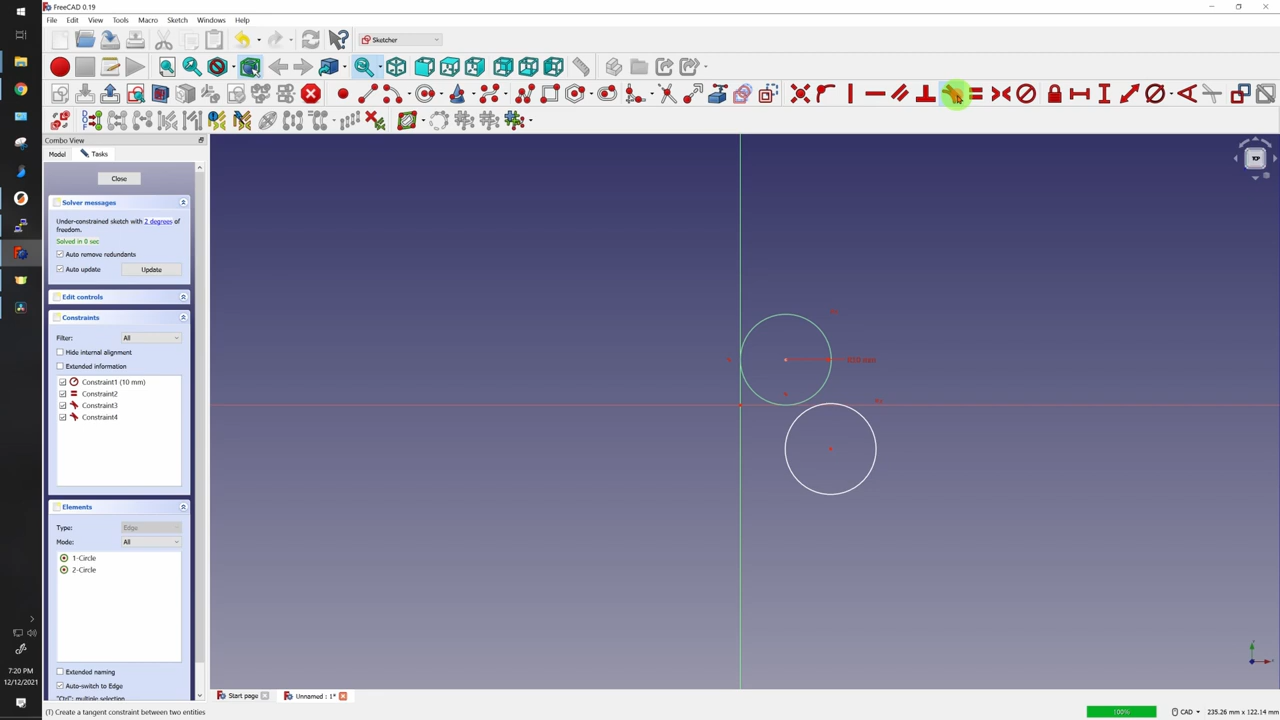 FreeCAD 0.19
File Edit View Tools Macro Sketch Windows Help
Sketcher
Combo View
Model Tasks
TOP
Close
Solver messages
Under-constrained sketch with 2 degrees of
freedom.
Solved in 0 sec
Auto remove redundants
Auto update Update
Edit controls
Constraints
Filter: All
Hide internal alignment
Extended information
Constraint1 (10 mm)
Constraint2
Constraint3
Constraint4
Elements
Type: Edge
Mode: All
1-Circle
2-Circle
Extended naming
Auto-switch to Edge
"Ctrl": multiple selection
7:20 PM
12/12/2021
Start page Unnamed : 1*
(T) Create a tangent constraint between two entities 100% CAD 235.26 mm x 122.14 mm